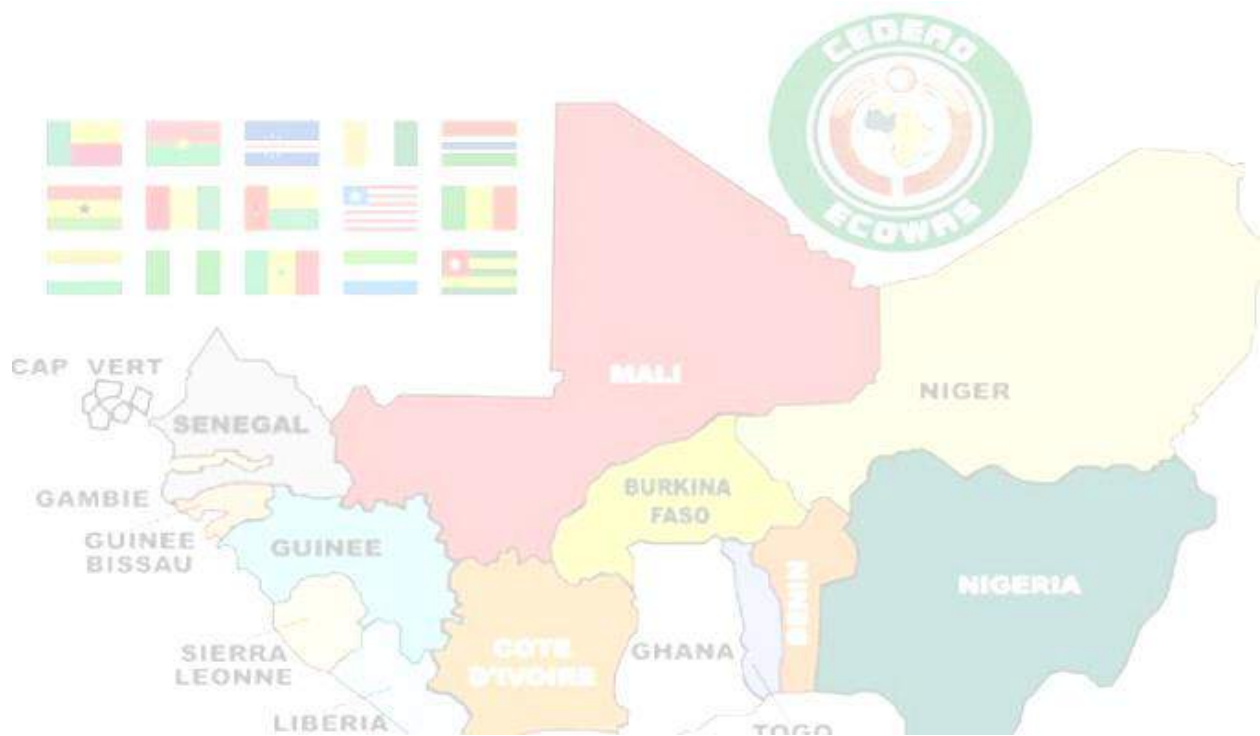 CEDEAO
ECOWAS
CAP VERT
MALI
NIGER
SENEGAL
GAMBIE
BURKINA
FASO
GUINEE
BISSAU
GUINEE
NIGERIA
BENIN
SIERRA
LEONNE
COTE
D'IVOIRE
GHANA
LIBERIA
TOGO